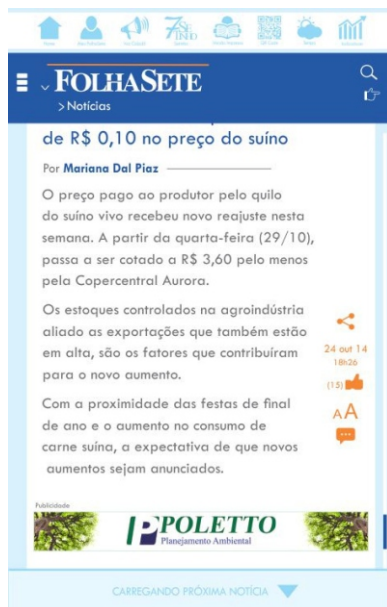 FOLHASETE
> Notícias
de R$ 0,10 no preço do suíno
Por Mariana Dal Piaz
O preço pago ao produtor pelo quilo
do suíno vivo recebeu novo reajuste nesta
semana. A partir da quarta-feira (29/10),
passa a ser cotado a R$ 3,60 pelo menos
pela Copercentral Aurora.
Os estoques controlados na agroindústria
aliado as exportações que também estão
em alta, são os fatores que contribuíram
para o novo aumento.
24 out 14
18h26
(15)
AA
Com a proximidade das festas de final
de ano e o aumento no consumo de
carne suína, a expectativa de que novos
aumentos sejam anunciados.
Publicidade
P POLETTO
Planejamento Ambiental
CARREGANDO PRÓXIMA NOTÍCIA